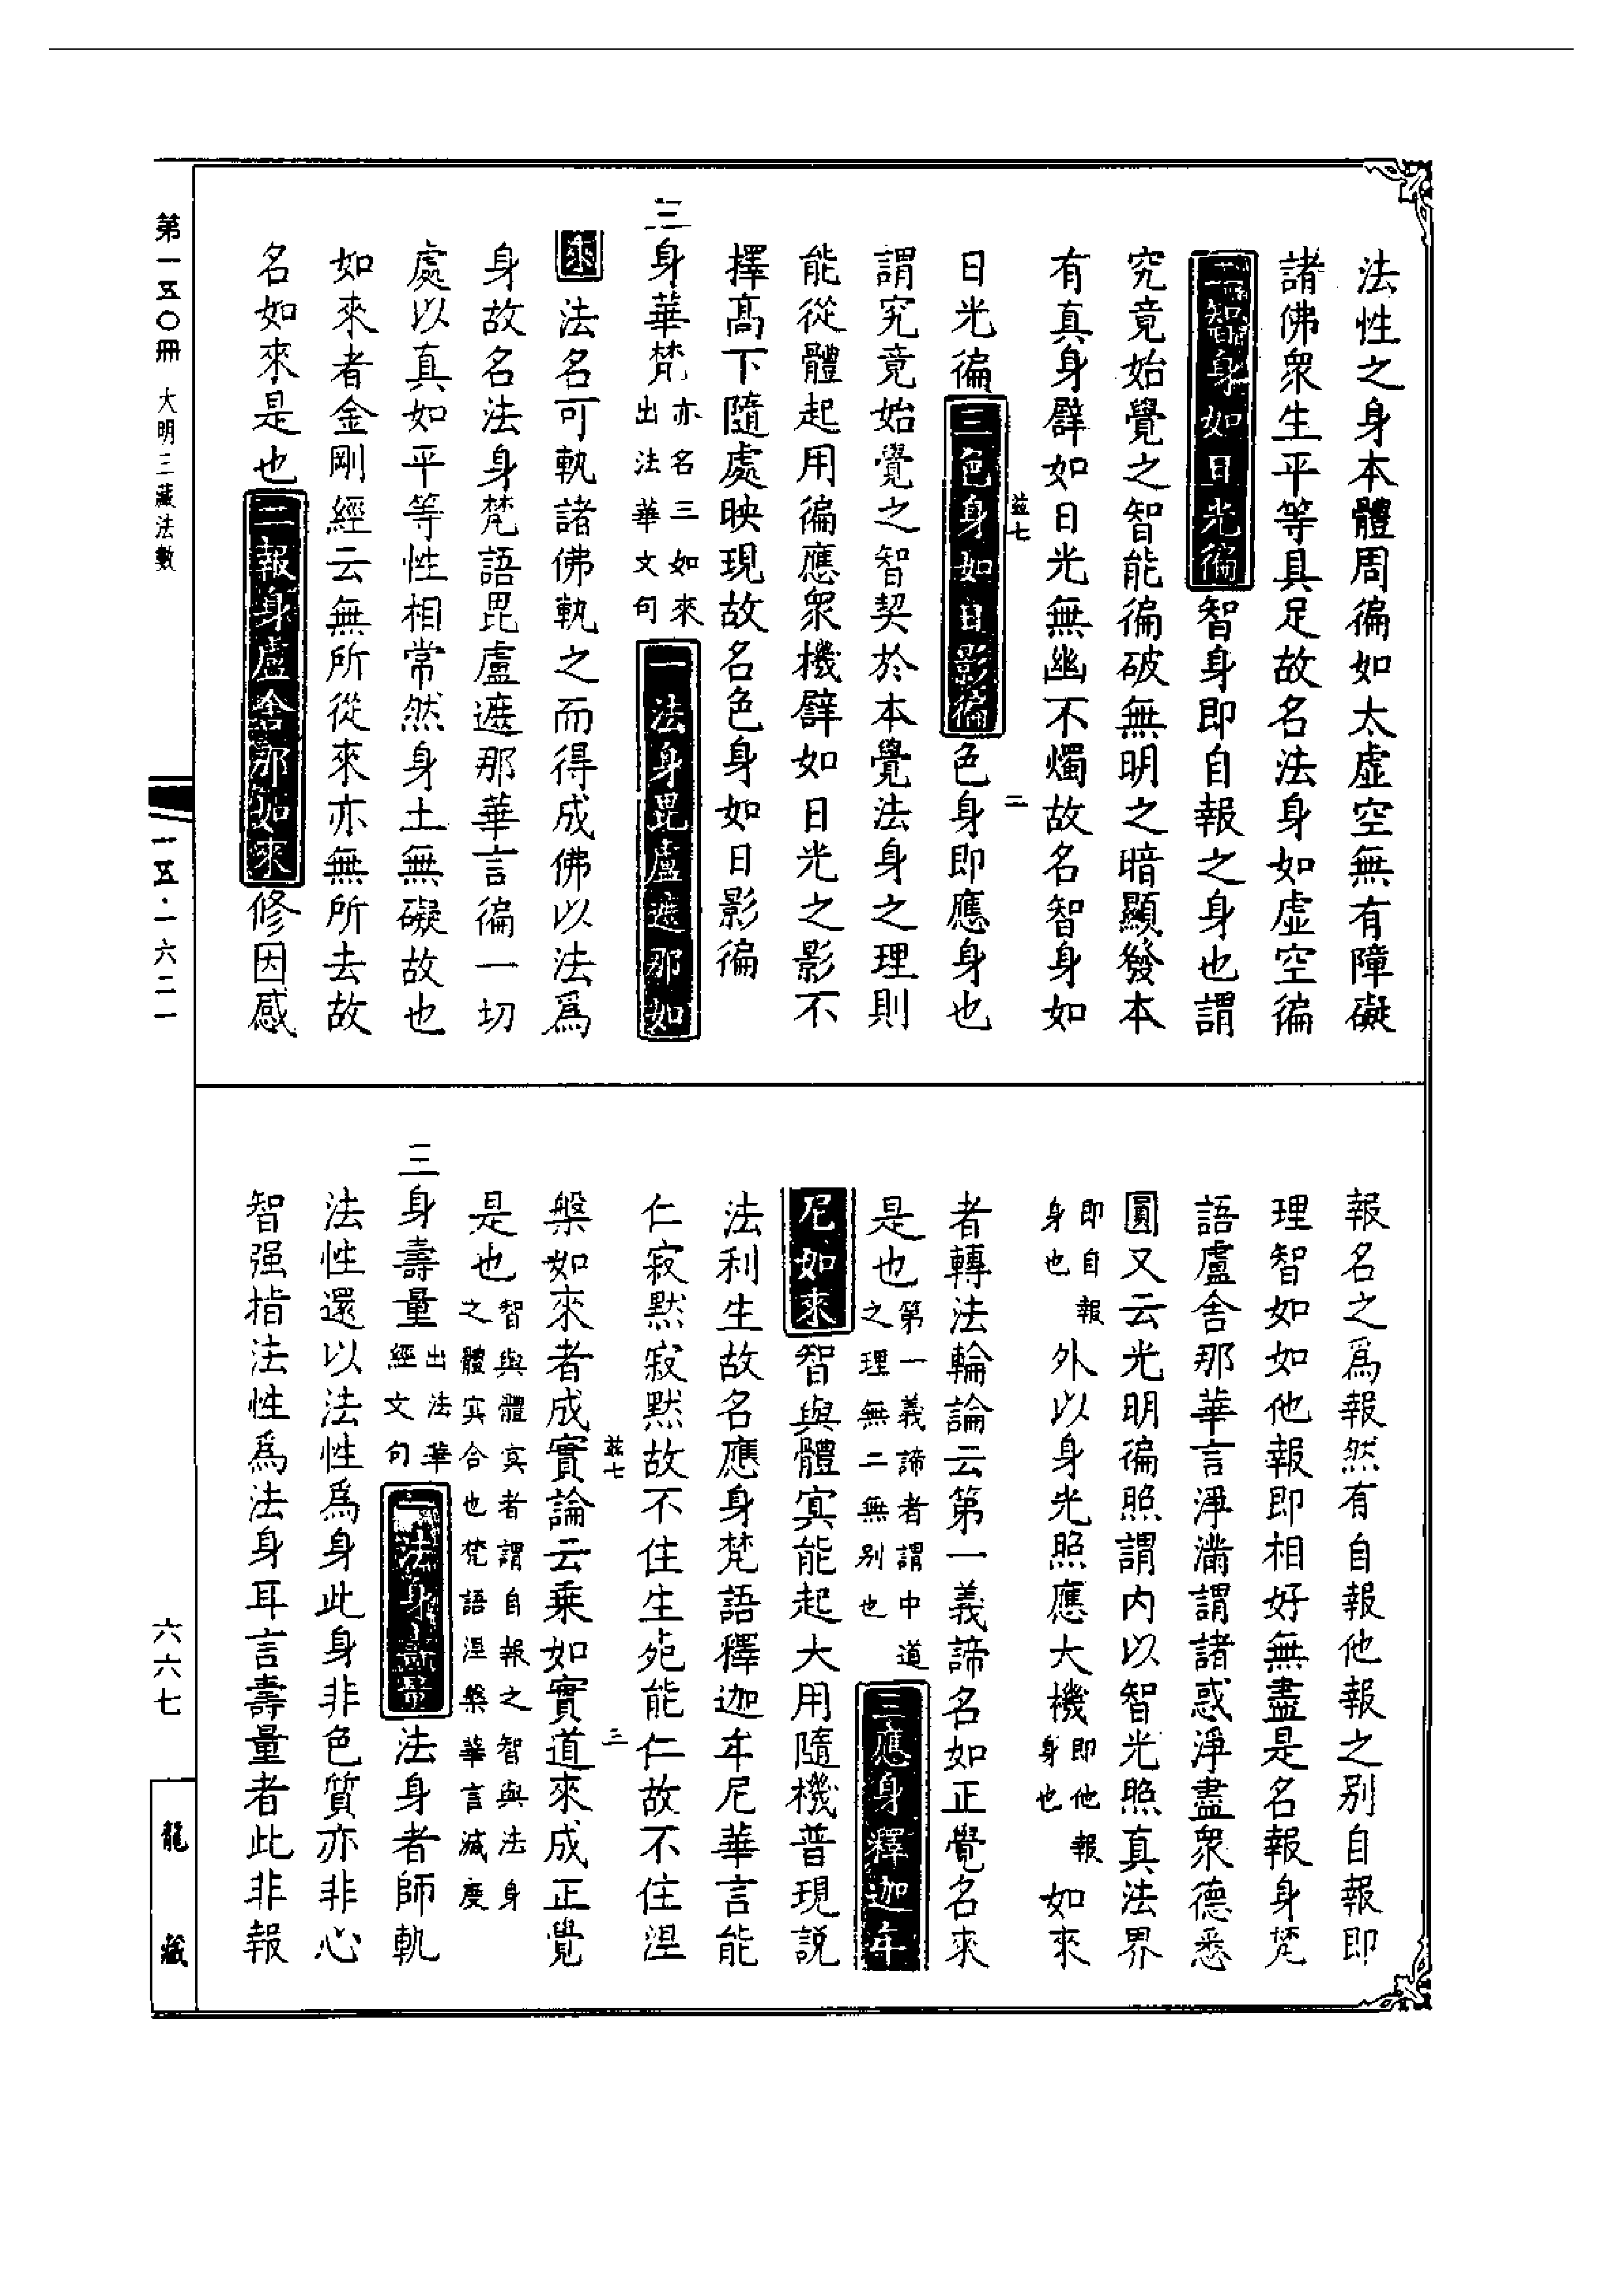 法性之身本體周徧如太虛空無有障礙
諸佛眾生平等具足故名法身如虛空徧
二智身如日光徧智身即自報之身也謂
究竟始覺之智能徧破無明之暗顯發本
有真身辟如日光無幽不燭故名智身如
茲七 二
日光徧三色身如日影徧色身即應身也
謂究竟始覺之智契於本覺法身之理則
能從體起用徧應眾機辟如日光之影不
擇高下隨處映現故名色身如日影徧
三身華梵亦名三如來出法華文句一法身毘盧遮那如
來法名可軌諸佛軌之而得成佛以法爲
身故名法身梵語毘盧遮那華言徧一切
處以真如平等性相常然身土無礙故也
如來者金剛經云無所從來亦無所去故
名如來是也二報身盧舍那如來修因感
報名之爲報然有自報他報之別自報即
理智如如他報即相好無盡是名報身梵
語盧舍那華言淨滿謂諸惑淨盡眾德悉
圓又云光明徧照謂內以智光照真法界
即自報身也外以身光照應大機即他報身也如來
者轉法輪論云第一義諦名如正覺名來
是也第一義諦者謂中道之理無二無別也三應身釋迦牟
尼如來智與體冥能起大用隨機普現說
法利生故名應身梵語釋迦牟尼華言能
仁寂默寂默故不住生死能仁故不住涅
茲七 三
槃如來者成實論云乘如實道來成正覺
是也智與體冥者謂自報之智與法身之體冥合也梵語涅槃華言滅度
三身壽量出法華經文句一法身壽量法身者師軌
法性還以法性爲身此身非色質亦非心
智强指法性爲法身耳言壽量者此非報
第一五〇冊 大明三藏法數
一五·一六二一
六六七
龍藏